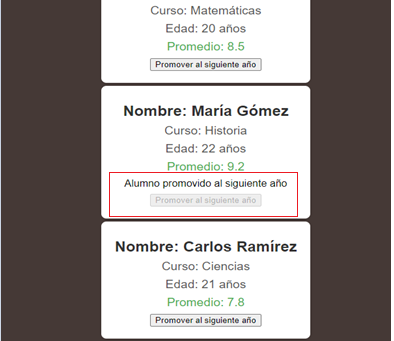 Curso: Matemáticas
Edad: 20 años
Promedio: 8.5
Promover al siguiente año
Nombre: María Gómez
Curso: Historia
Edad: 22 años
Promedio: 9.2
Alumno promovido al siguiente año
Promover al siguiente año
Nombre: Carlos Ramírez
Curso: Ciencias
Edad: 21 años
Promedio: 7.8
Promover al siguiente año